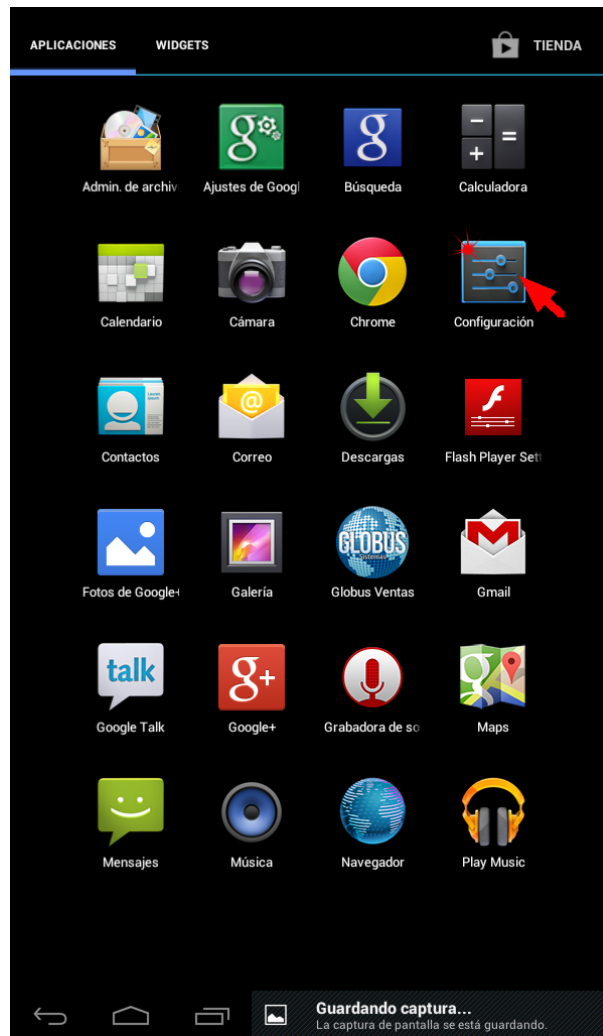 APLICACIONES WIDGETS TIENDA
Admin. de archiv Ajustes de Googl Búsqueda Calculadora
Calendario Cámara Chrome Configuración
Contactos Correo Descargas Flash Player Sett
GLOBUS
Sistemas
Fotos de Google+ Galería Globus Ventas Gmail
talk g+
Google Talk Google+ Grabadora de so Maps
Mensajes Música Navegador Play Music
Guardando captura...
La captura de pantalla se está guardando.